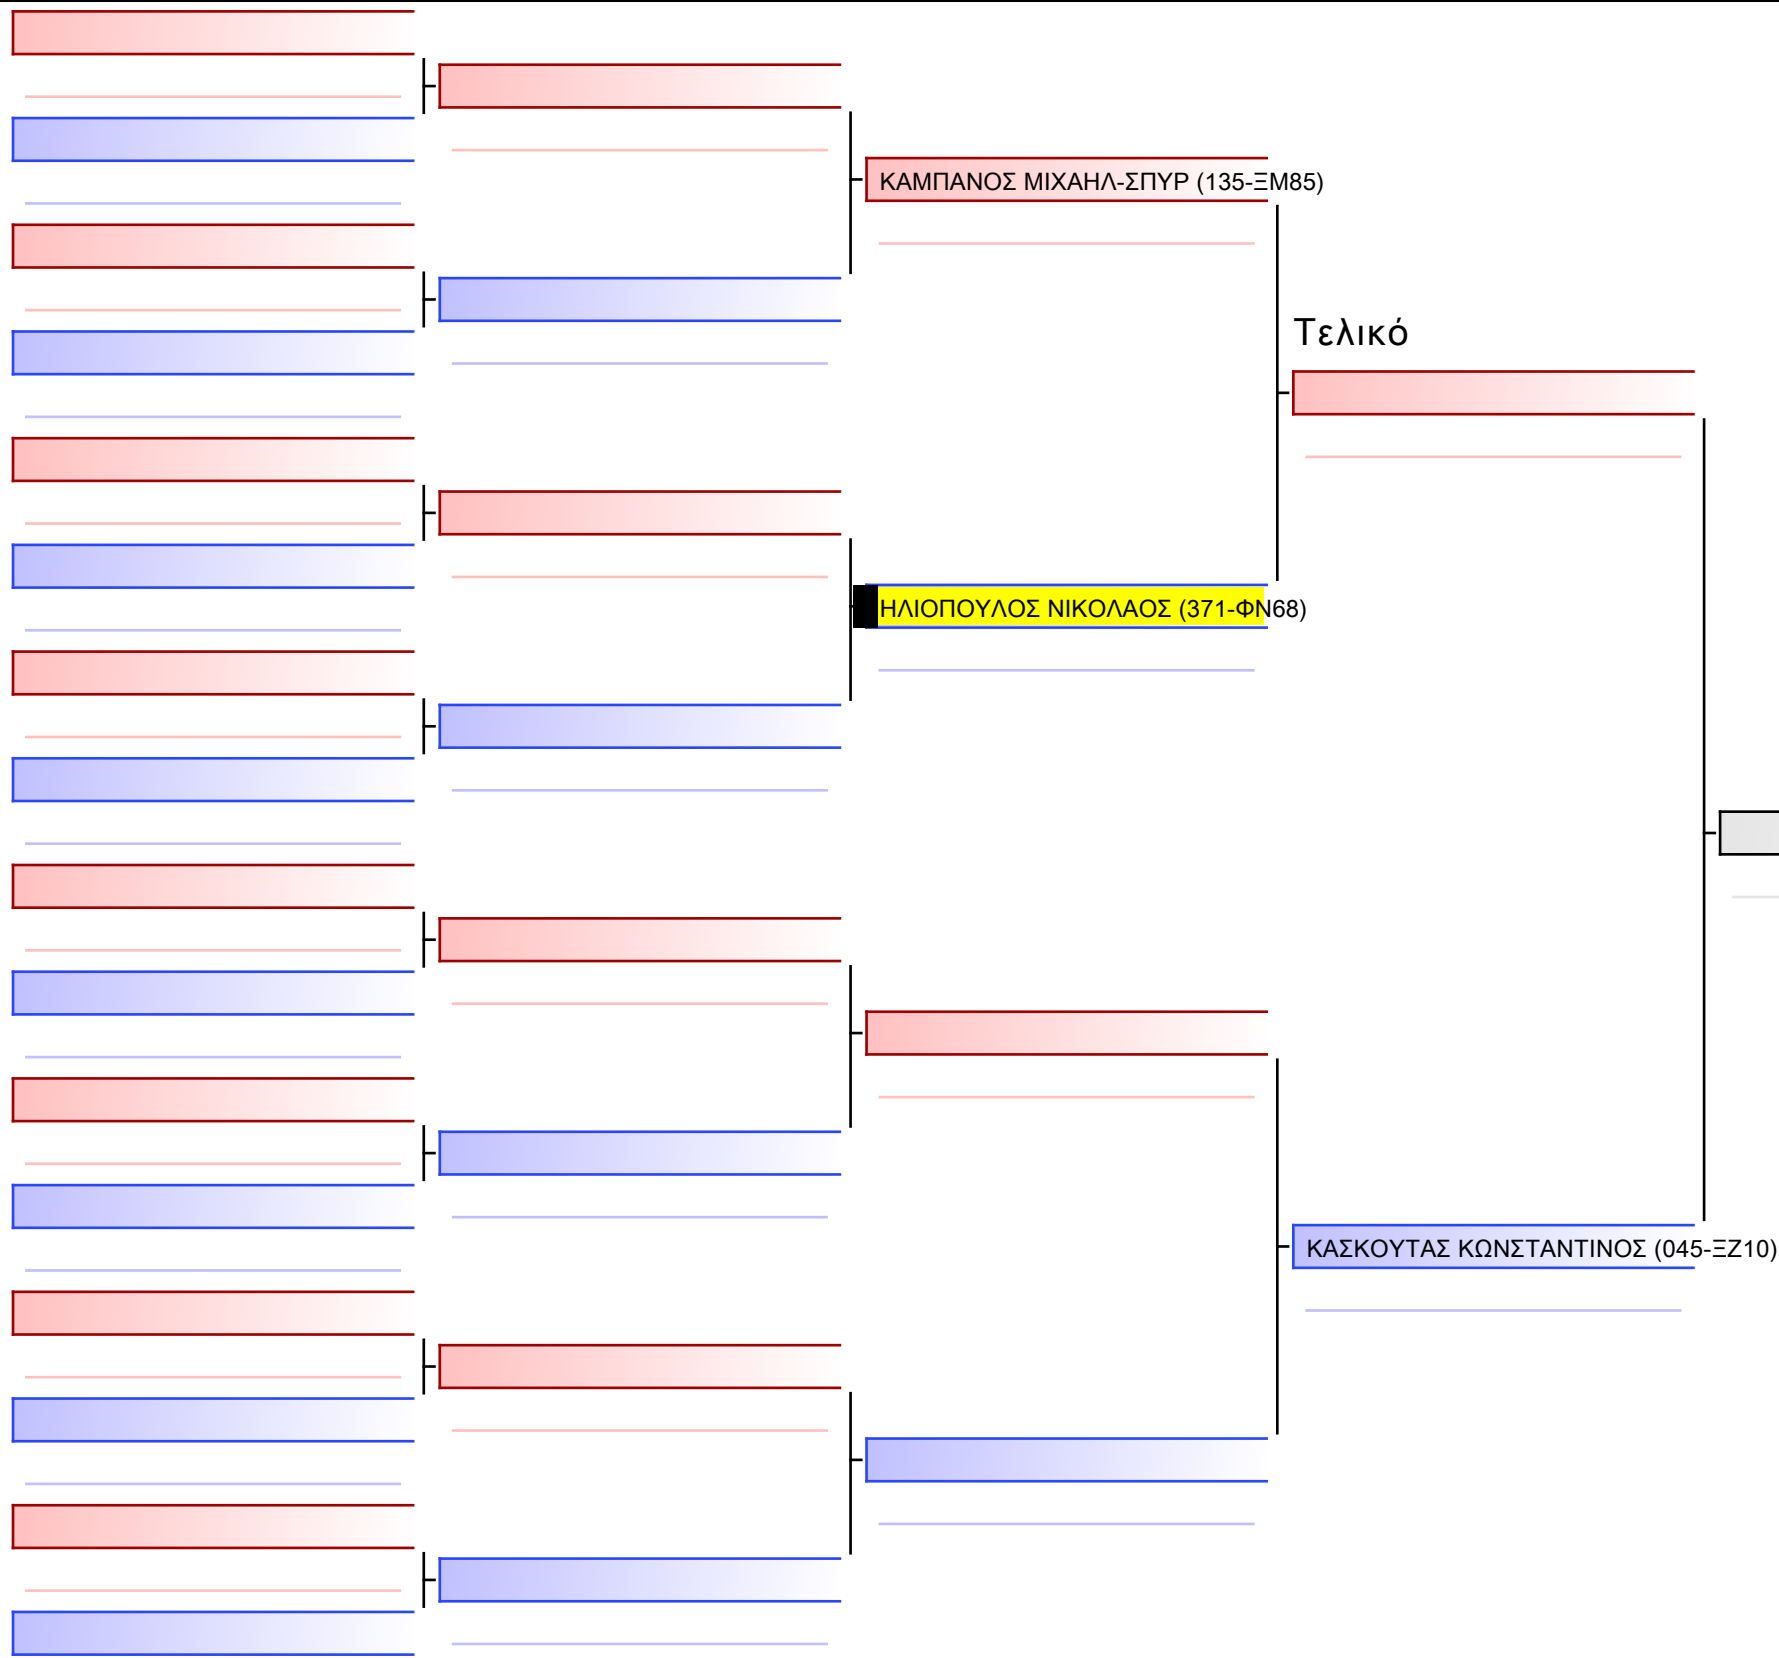 ΚΑΜΠΑΝΟΣ ΜΙΧΑΗΛ-ΣΠΥΡ (135-ΞΜ85)
Τελικό
ΗΛΙΟΠΟΥΛΟΣ ΝΙΚΟΛΑΟΣ (371-ΦΝ68)
ΚΑΣΚΟΥΤΑΣ ΚΩΝΣΤΑΝΤΙΝΟΣ (045-ΞΖ10)